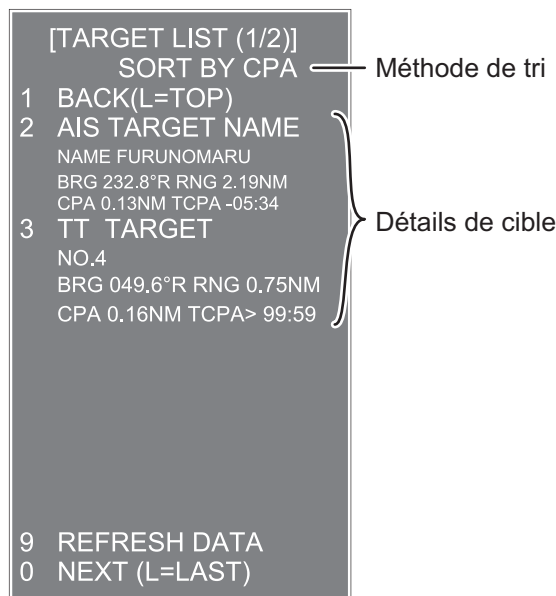 [TARGET LIST (1/2)]
SORT BY CPA
Méthode de tri
1 BACK(L=TOP)
2 AIS TARGET NAME
NAME FURUNOMARU
BRG 232.8°R RNG 2.19NM
CPA 0.13NM TCPA -05:34
3 TT TARGET
Détails de cible
NO.4
BRG 049.6°R RNG 0.75NM
CPA 0.16NM TCPA> 99:59
9 REFRESH DATA
0 NEXT (L=LAST)